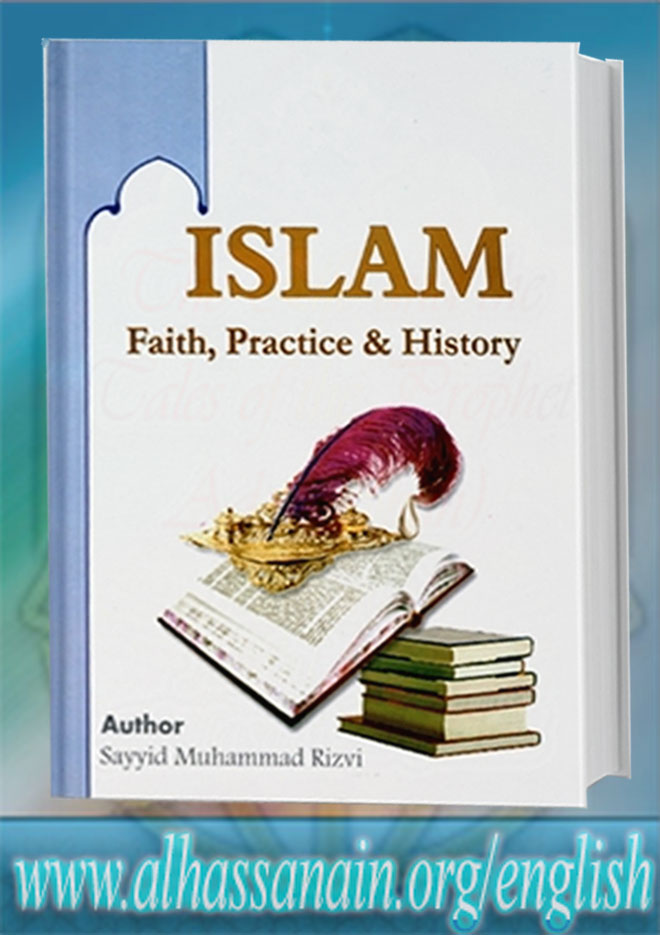 ISLAM
Faith, Practice & History
Author
Sayyid Muhammad Rizvi
www.alhassanain.org/english